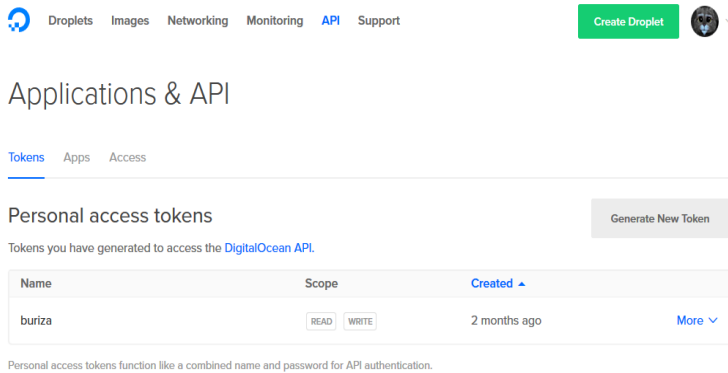 Droplets Images Networking Monitoring API Support Create Droplet
Applications & API
Tokens Apps Access
Personal access tokens Generate New Token
Tokens you have generated to access the DigitalOcean API.
Name Scope Created
buriza READ WRITE 2 months ago More
Personal access tokens function like a combined name and password for API authentication.